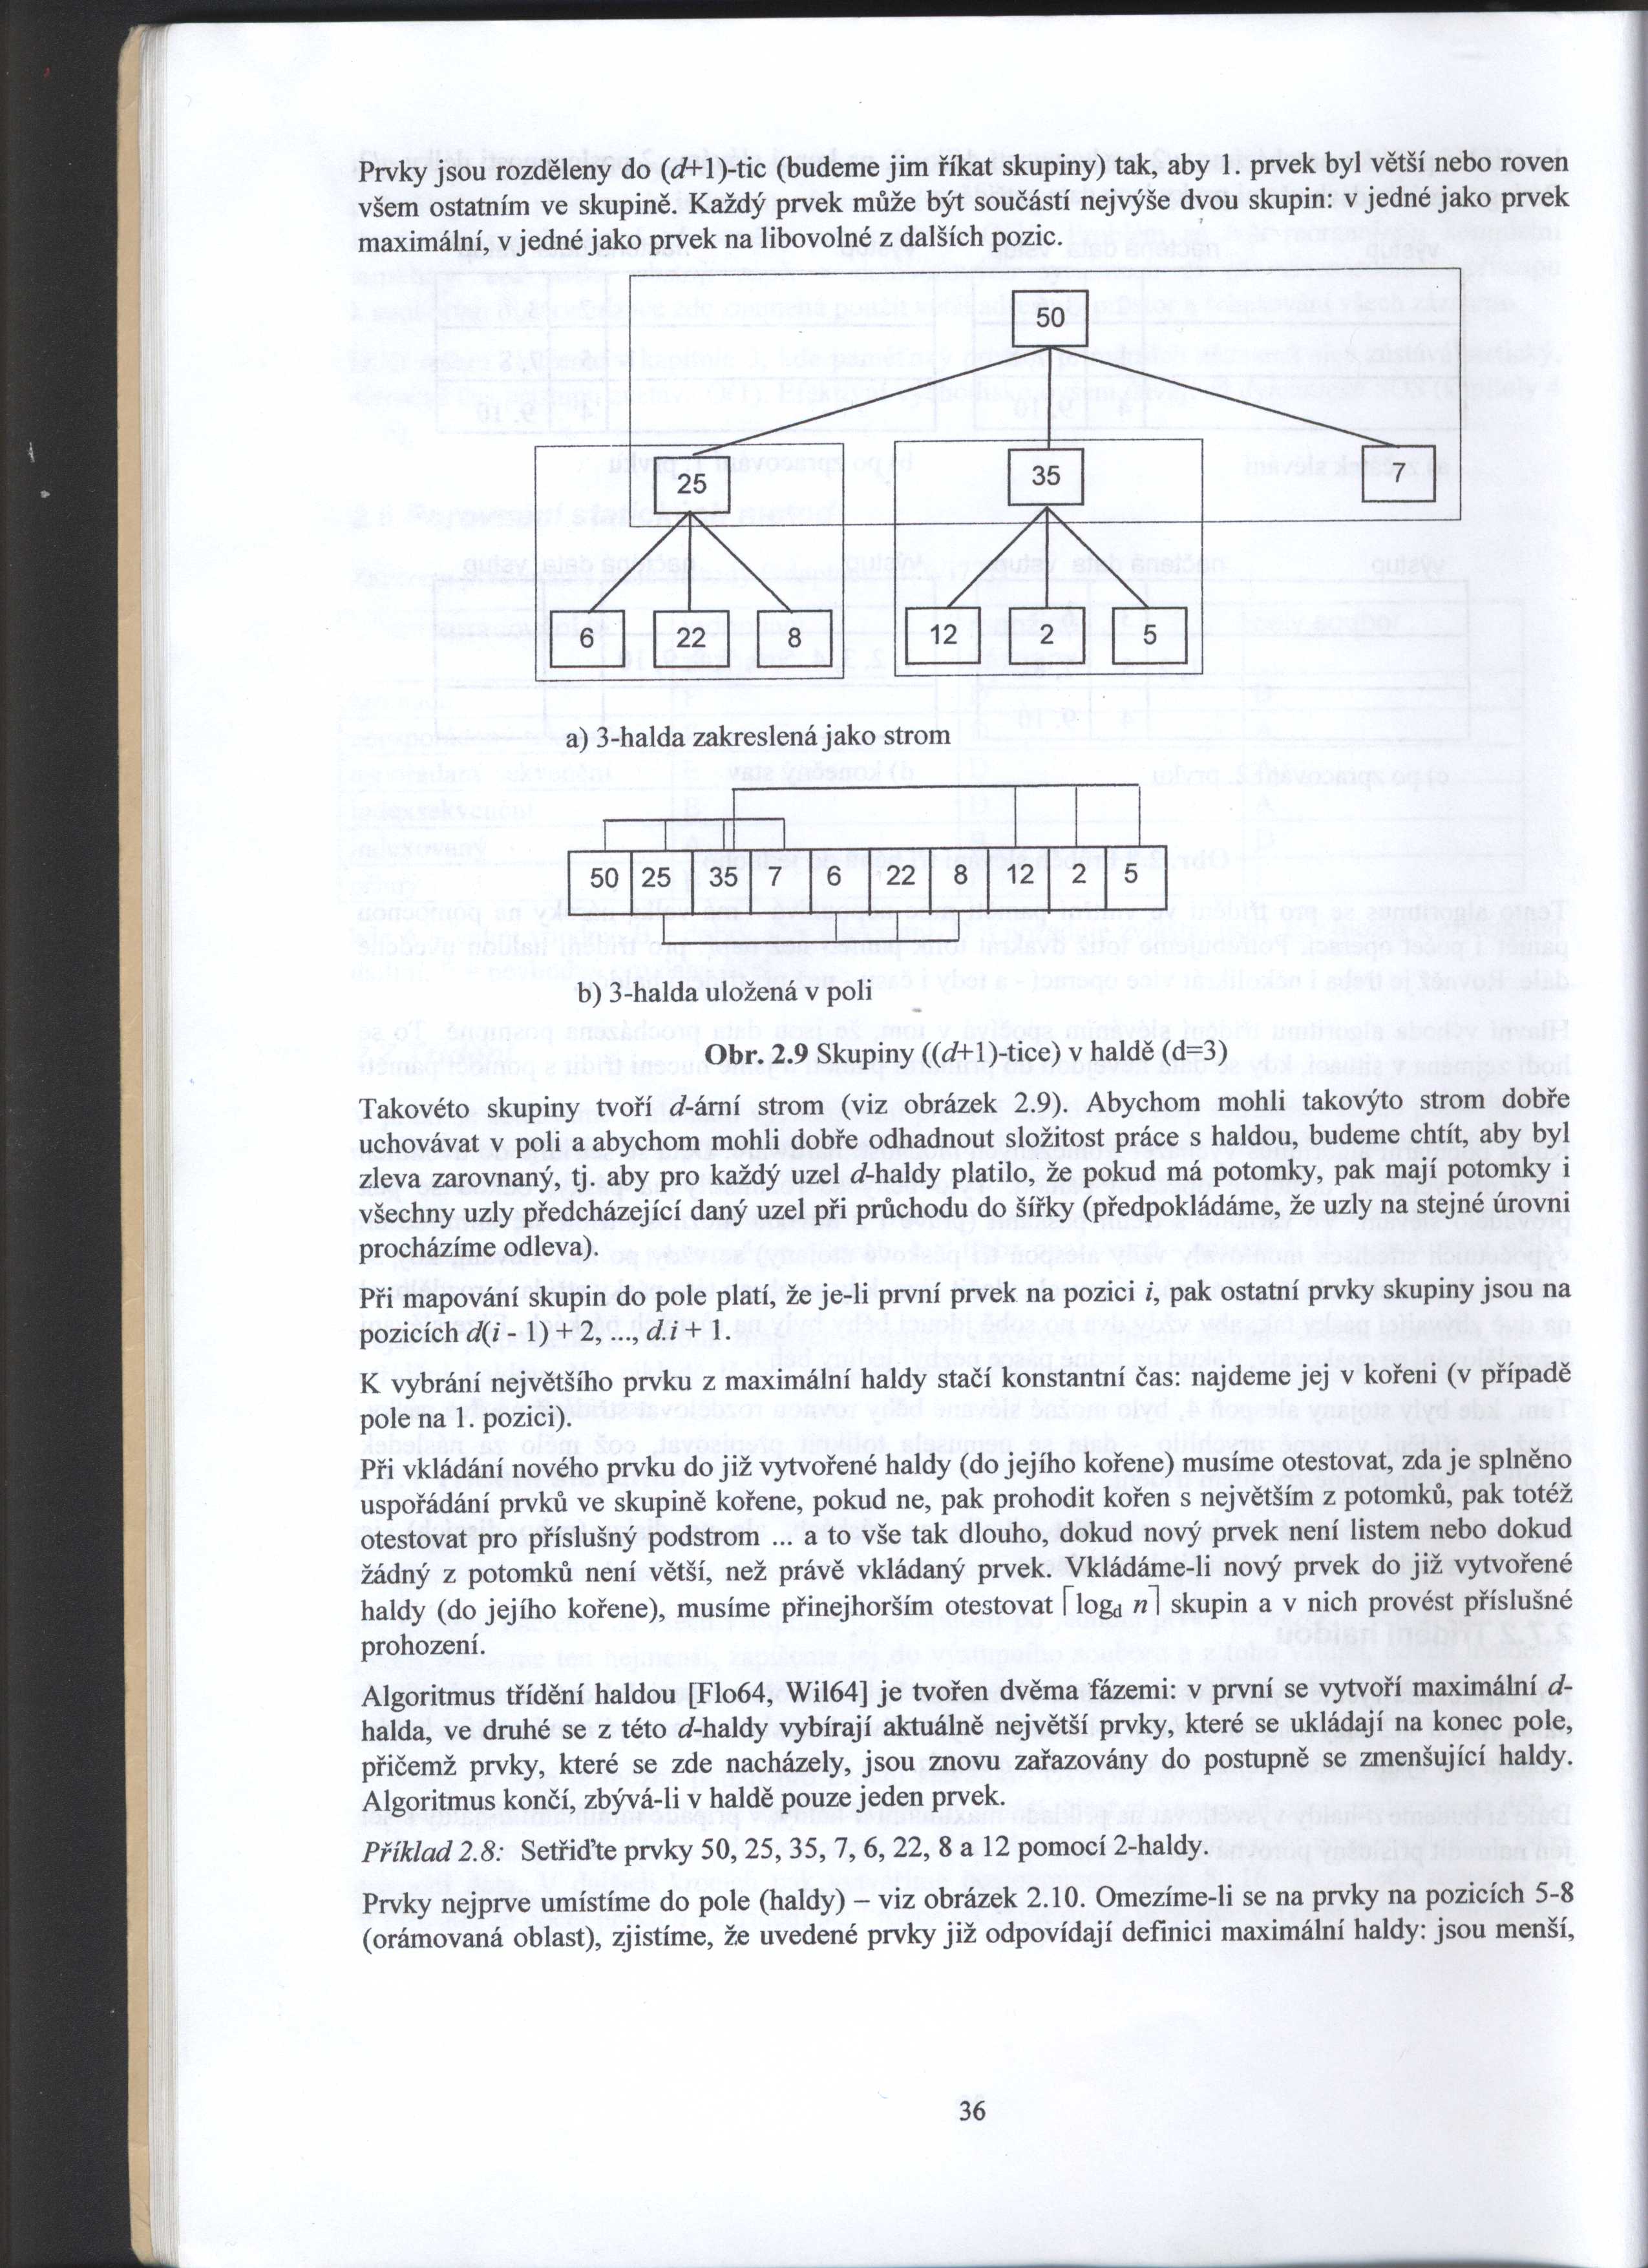 Prvky jsou rozděleny do (d+1)-tic (budeme jim říkat skupiny) tak, aby 1. prvek byl větší nebo roven
všem ostatním ve skupině. Každý prvek může být součástí nejvýše dvou skupin: v jedné jako prvek
maximální, v jedné jako prvek na libovolné z dalších pozic.
50
25
35
7
6
22
8
12
2
5
a) 3-halda zakreslená jako strom
50 25 35 7 6 22 8 12 2 5
b) 3-halda uložená v poli
Obr. 2.9 Skupiny ((d+1)-tice) v haldě (d=3)
Takovéto skupiny tvoří d-ární strom (viz obrázek 2.9). Abychom mohli takovýto strom dobře
uchovávat v poli a abychom mohli dobře odhadnout složitost práce s haldou, budeme chtít, aby byl
zleva zarovnaný, tj. aby pro každý uzel d-haldy platilo, že pokud má potomky, pak mají potomky i
všechny uzly předcházející daný uzel při průchodu do šířky (předpokládáme, že uzly na stejné úrovni
procházíme odleva).
Při mapování skupin do pole platí, že je-li první prvek na pozici i, pak ostatní prvky skupiny jsou na
pozicích d(i - 1) + 2, ..., d.i + 1.
K vybrání největšího prvku z maximální haldy stačí konstantní čas: najdeme jej v kořeni (v případě
pole na 1. pozici).
Při vkládání nového prvku do již vytvořené haldy (do jejího kořene) musíme otestovat, zda je splněno
uspořádání prvků ve skupině kořene, pokud ne, pak prohodit kořen s největším z potomků, pak totéž
otestovat pro příslušný podstrom ... a to vše tak dlouho, dokud nový prvek není listem nebo dokud
žádný z potomků není větší, než právě vkládaný prvek. Vkládáme-li nový prvek do již vytvořené
haldy (do jejího kořene), musíme přinejhorším otestovat ⌈logd n⌉ skupin a v nich provést příslušné
prohození.
Algoritmus třídění haldou [Flo64, Wil64] je tvořen dvěma fázemi: v první se vytvoří maximální d-
halda, ve druhé se z této d-haldy vybírají aktuálně největší prvky, které se ukládají na konec pole,
přičemž prvky, které se zde nacházely, jsou znovu zařazovány do postupně se zmenšující haldy.
Algoritmus končí, zbývá-li v haldě pouze jeden prvek.
Příklad 2.8: Setřiďte prvky 50, 25, 35, 7, 6, 22, 8 a 12 pomocí 2-haldy.
Prvky nejprve umístíme do pole (haldy) – viz obrázek 2.10. Omezíme-li se na prvky na pozicích 5-8
(orámovaná oblast), zjistíme, že uvedené prvky již odpovídají definici maximální haldy: jsou menší,
36